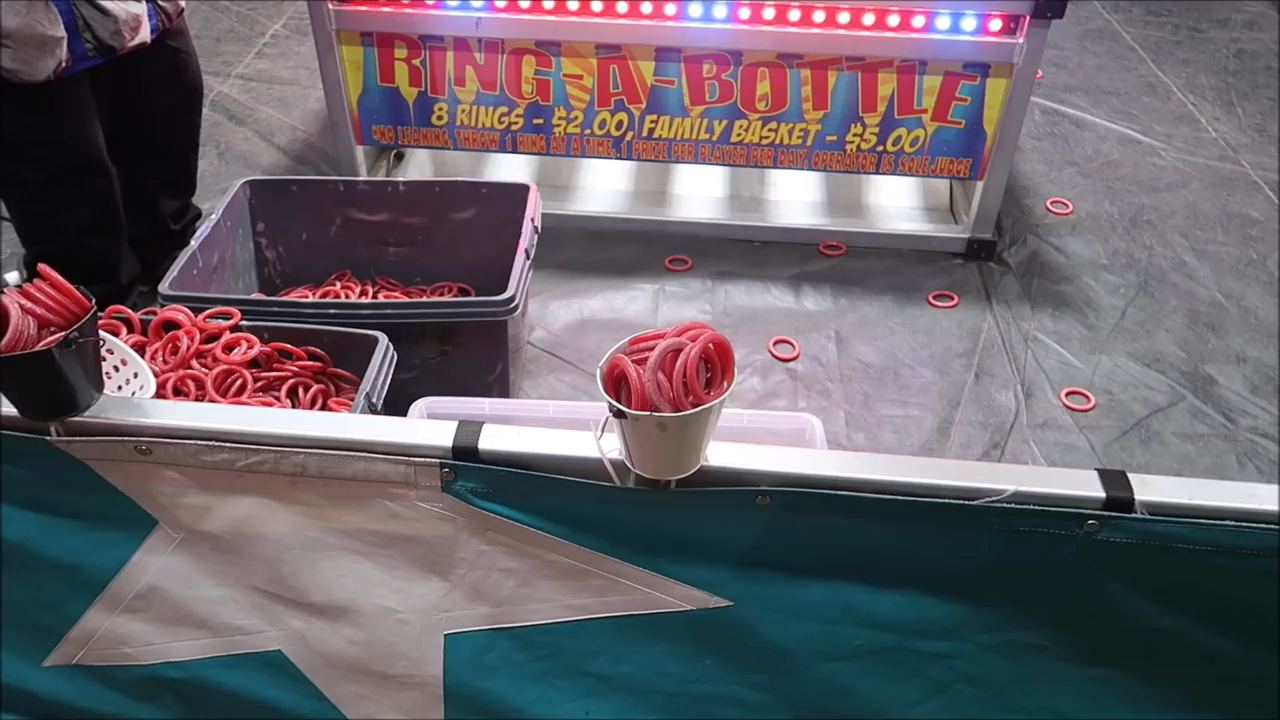 RING-A-BOTTLE
8 RINGS - $2.00, FAMILY BASKET - $5.00
*NO LEANING, THROW 1 RING AT A TIME, 1 PRIZE PER PLAYER PER DAY, OPERATOR IS SOLE JUDGE